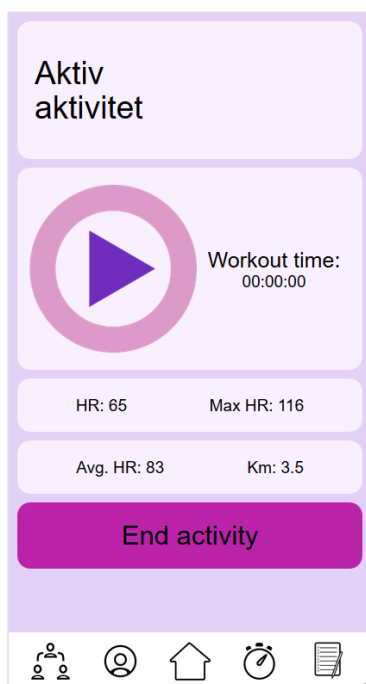 Aktiv
aktivitet
Workout time:
00:00:00
HR: 65 Max HR: 116
Avg. HR: 83 Km: 3.5
End activity